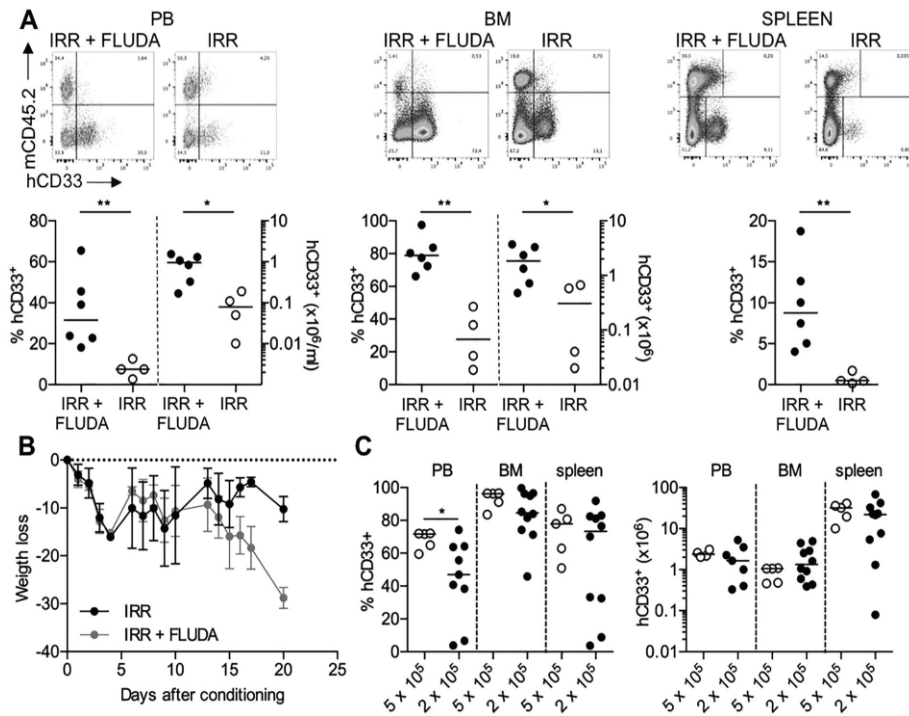 A
PB
BM
SPLEEN
IRR + FLUDA
IRR
IRR + FLUDA
IRR
IRR + FLUDA
IRR
mCD45.2
hCD33
**
*
**
*
**
% hCD33⁺
80
60
40
20
0
hCD33⁺ (x10⁶/ml)
10
1
0.1
0.01
0.001
IRR +
FLUDA
IRR
IRR +
FLUDA
IRR
% hCD33⁺
100
80
60
40
20
0
hCD33⁺ (x10⁶)
10
1
0.1
0.01
IRR +
FLUDA
IRR
IRR +
FLUDA
IRR
% hCD33⁺
20
15
10
5
0
IRR +
FLUDA
IRR
B
Weigth loss
0
-10
-20
-30
-40
IRR
IRR + FLUDA
0
5
10
15
20
25
Days after conditioning
C
PB
BM
spleen
*
% hCD33+
100
80
60
40
20
0
5 x 10⁵
2 x 10⁵
5 x 10⁵
2 x 10⁵
5 x 10⁵
2 x 10⁵
PB
BM
spleen
hCD33⁺ (x10⁶)
100
10
1
0.1
0.01
5 x 10⁵
2 x 10⁵
5 x 10⁵
2 x 10⁵
5 x 10⁵
2 x 10⁵